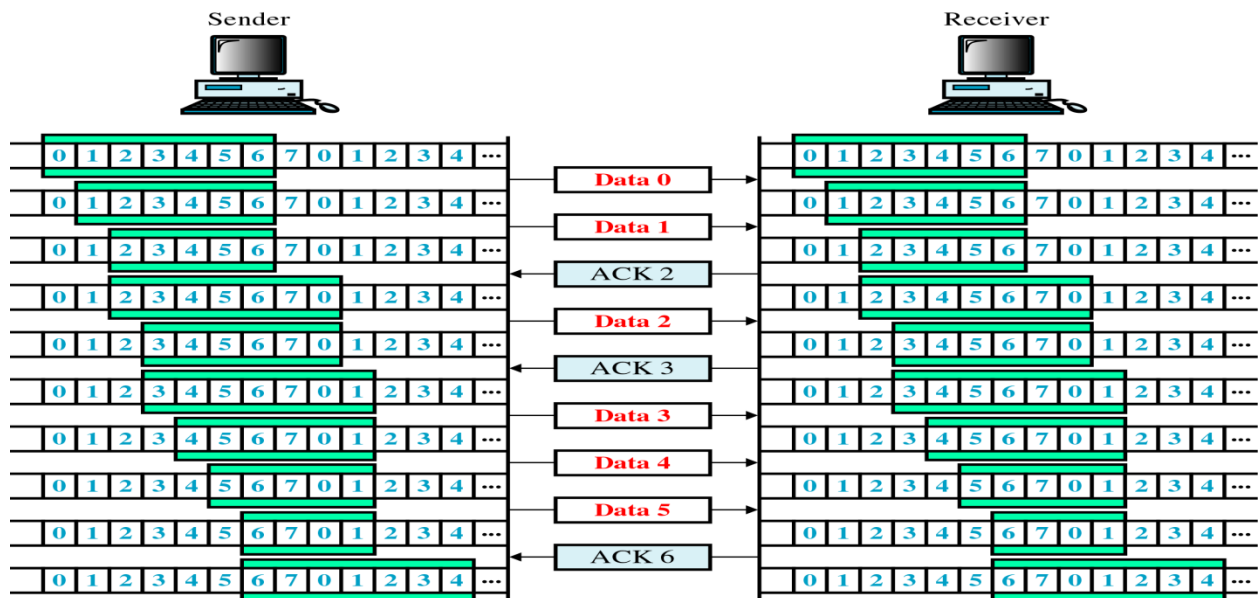 Sender Receiver
0 1 2 3 4 5 6 7 0 1 2 3 4 ... 0 1 2 3 4 5 6 7 0 1 2 3 4 ...
Data 0
0 1 2 3 4 5 6 7 0 1 2 3 4 ... 0 1 2 3 4 5 6 7 0 1 2 3 4 ...
Data 1
0 1 2 3 4 5 6 7 0 1 2 3 4 ... 0 1 2 3 4 5 6 7 0 1 2 3 4 ...
ACK 2
0 1 2 3 4 5 6 7 0 1 2 3 4 ... 0 1 2 3 4 5 6 7 0 1 2 3 4 ...
Data 2
0 1 2 3 4 5 6 7 0 1 2 3 4 ... 0 1 2 3 4 5 6 7 0 1 2 3 4 ...
ACK 3
0 1 2 3 4 5 6 7 0 1 2 3 4 ... 0 1 2 3 4 5 6 7 0 1 2 3 4 ...
Data 3
0 1 2 3 4 5 6 7 0 1 2 3 4 ... 0 1 2 3 4 5 6 7 0 1 2 3 4 ...
Data 4
0 1 2 3 4 5 6 7 0 1 2 3 4 ... 0 1 2 3 4 5 6 7 0 1 2 3 4 ...
Data 5
0 1 2 3 4 5 6 7 0 1 2 3 4 ... 0 1 2 3 4 5 6 7 0 1 2 3 4 ...
ACK 6
0 1 2 3 4 5 6 7 0 1 2 3 4 ... 0 1 2 3 4 5 6 7 0 1 2 3 4 ...